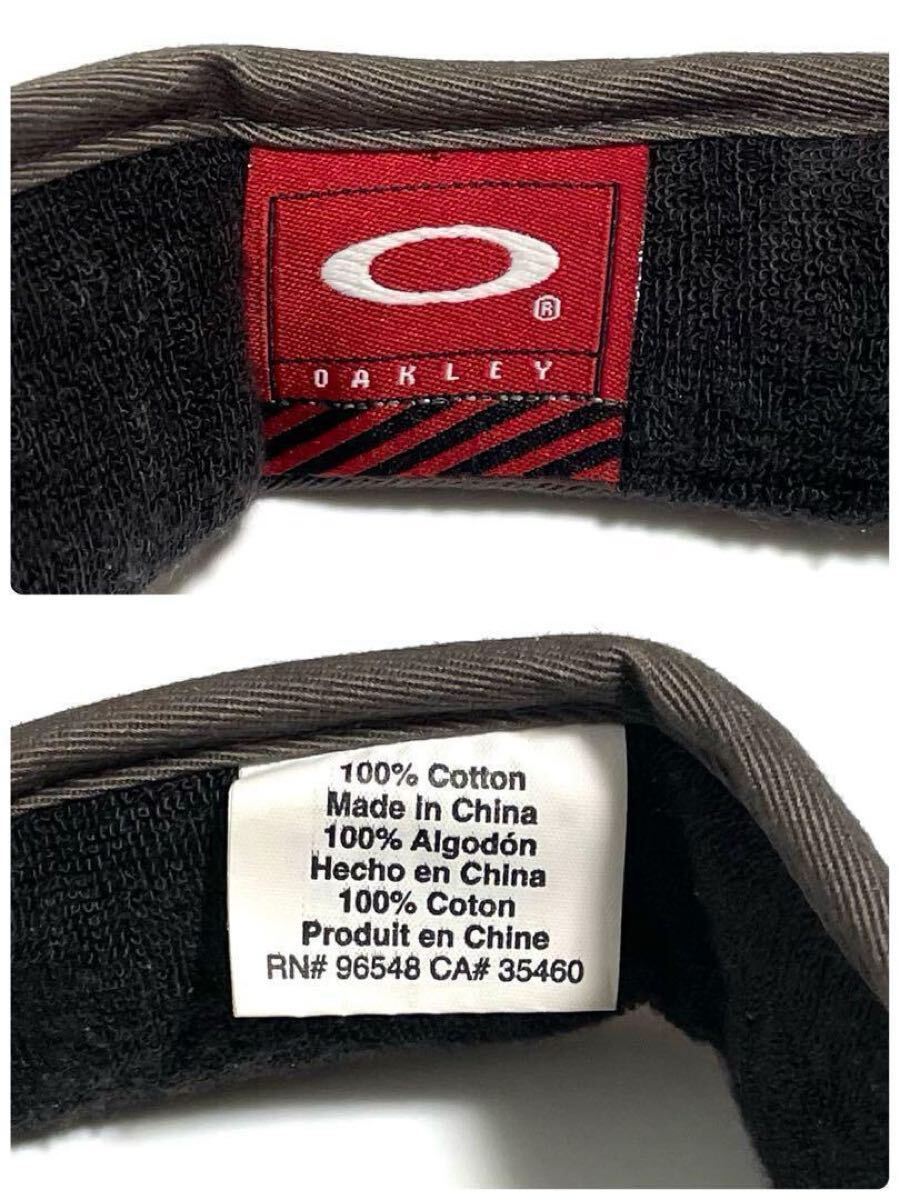 ®
OAKLEY
100% Cotton
Made in China
100% Algodón
Hecho en China
100% Coton
Produit en Chine
RN# 96548 CA# 35460